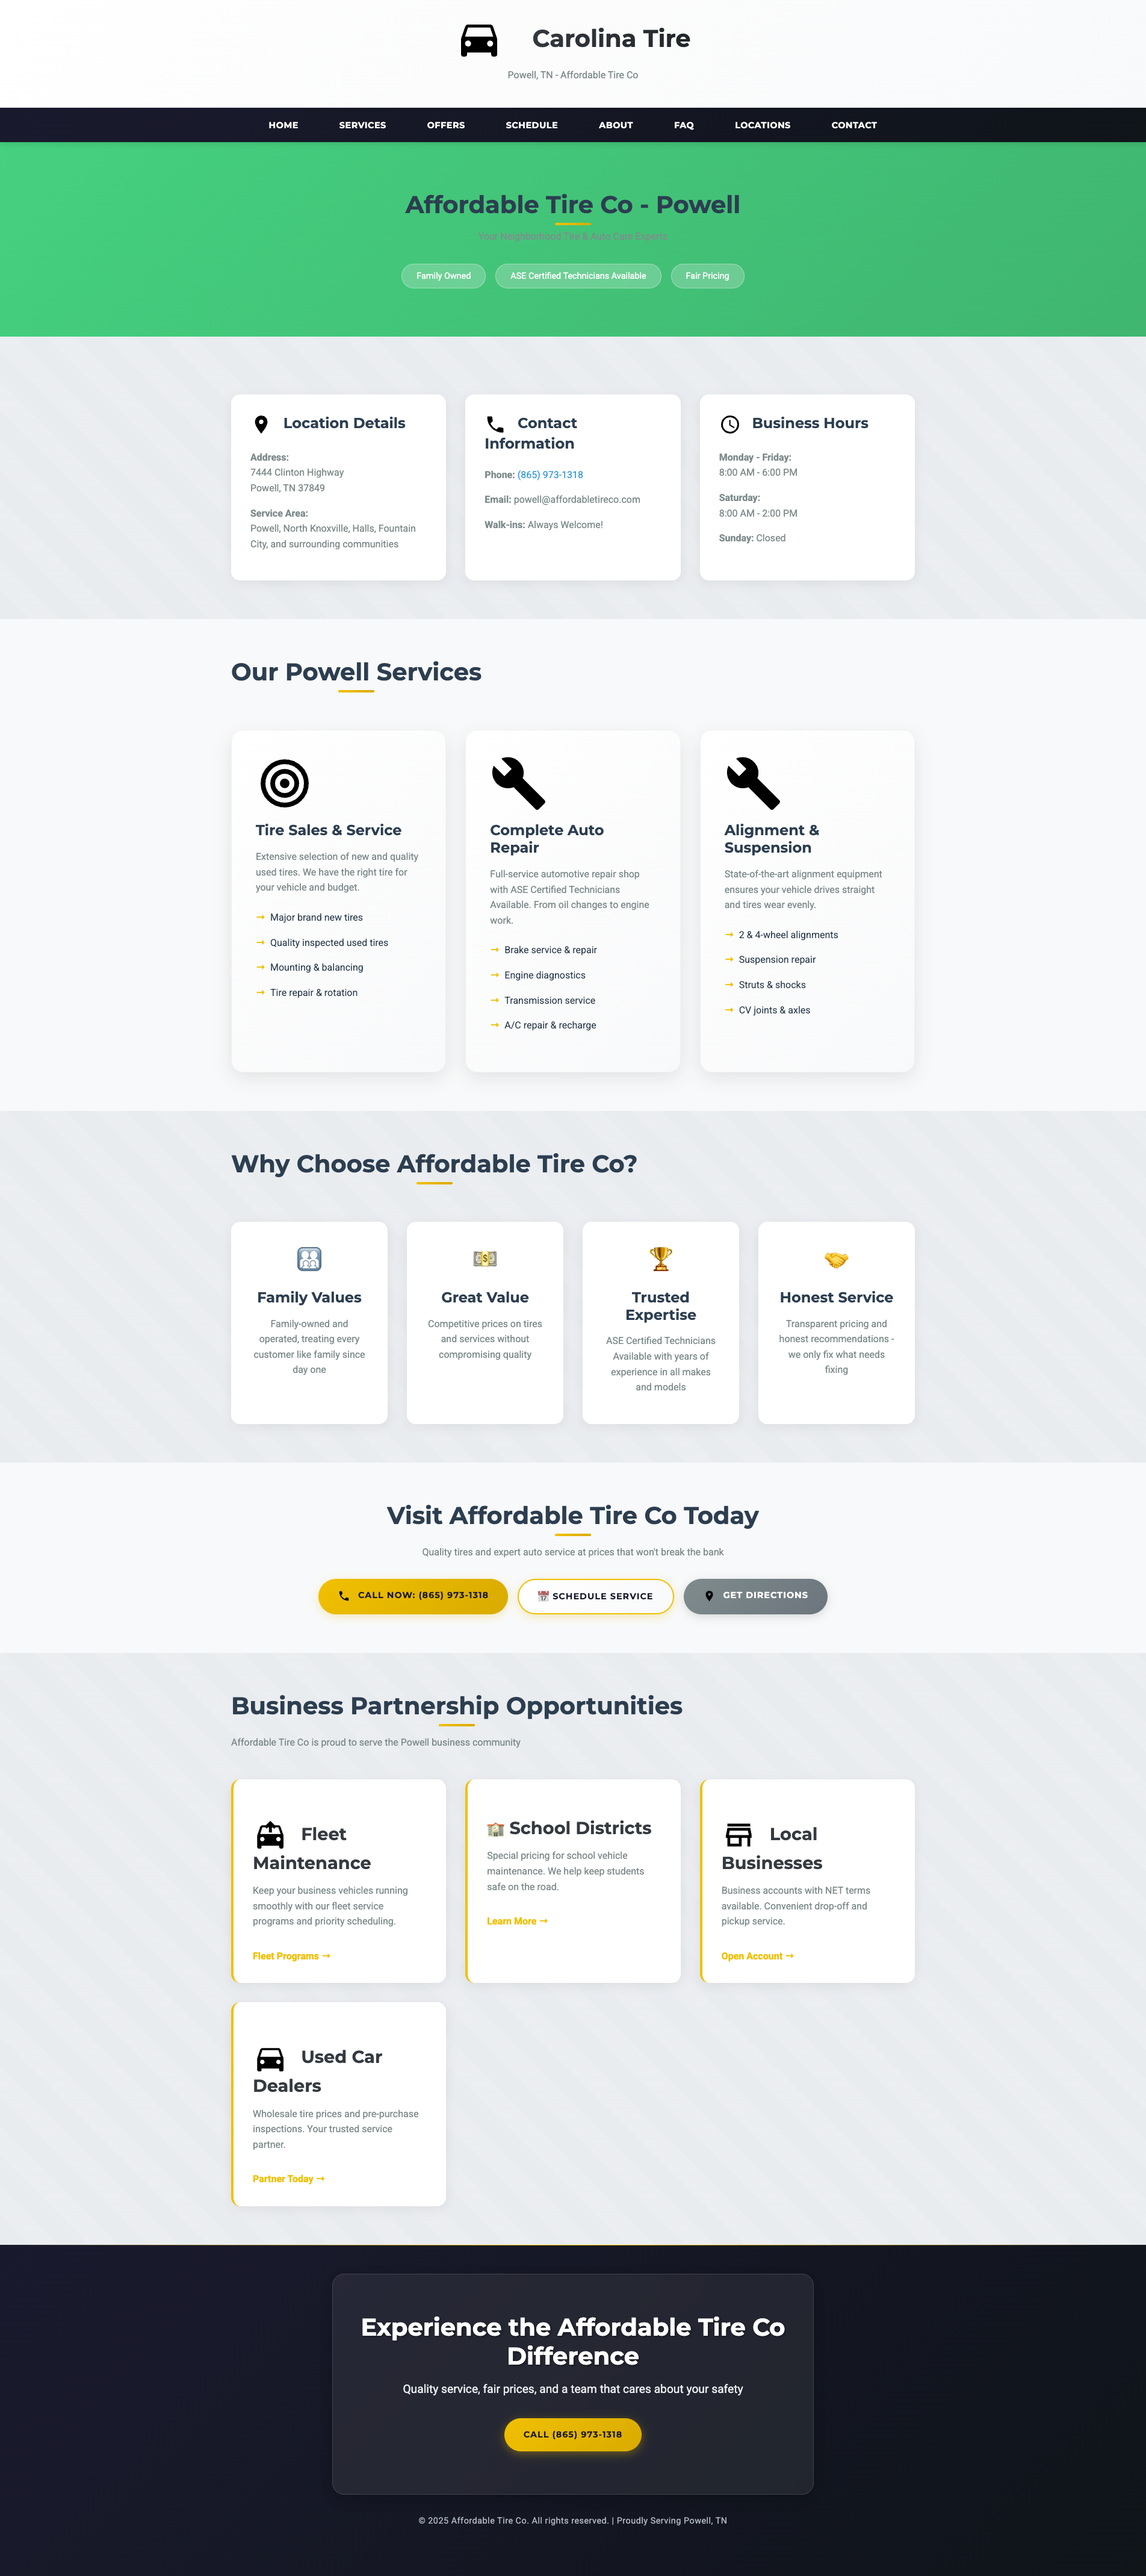 Carolina Tire
Powell, TN - Affordable Tire Co
HOME
SERVICES
OFFERS
SCHEDULE
ABOUT
FAQ
LOCATIONS
CONTACT
Affordable Tire Co - Powell
Your Neighborhood Tire & Auto Care Experts
Family Owned
ASE Certified Technicians Available
Fair Pricing
Location Details
Address:
7444 Clinton Highway
Powell, TN 37849
Service Area:
Powell, North Knoxville, Halls, Fountain
City, and surrounding communities
Contact
Information
Phone: (865) 973-1318
Email: powell@affordabletireco.com
Walk-ins: Always Welcome!
Business Hours
Monday - Friday:
8:00 AM - 6:00 PM
Saturday:
8:00 AM - 2:00 PM
Sunday: Closed
Our Powell Services
Tire Sales & Service
Extensive selection of new and quality
used tires. We have the right tire for
your vehicle and budget.
→ Major brand new tires
→ Quality inspected used tires
→ Mounting & balancing
→ Tire repair & rotation
Complete Auto
Repair
Full-service automotive repair shop
with ASE Certified Technicians
Available. From oil changes to engine
work.
→ Brake service & repair
→ Engine diagnostics
→ Transmission service
→ A/C repair & recharge
Alignment &
Suspension
State-of-the-art alignment equipment
ensures your vehicle drives straight
and tires wear evenly.
→ 2 & 4-wheel alignments
→ Suspension repair
→ Struts & shocks
→ CV joints & axles
Why Choose Affordable Tire Co?
Family Values
Family-owned and
operated, treating every
customer like family since
day one
Great Value
Competitive prices on tires
and services without
compromising quality
Trusted
Expertise
ASE Certified Technicians
Available with years of
experience in all makes
and models
Honest Service
Transparent pricing and
honest recommendations -
we only fix what needs
fixing
Visit Affordable Tire Co Today
Quality tires and expert auto service at prices that won't break the bank
CALL NOW: (865) 973-1318
SCHEDULE SERVICE
GET DIRECTIONS
Business Partnership Opportunities
Affordable Tire Co is proud to serve the Powell business community
Fleet
Maintenance
Keep your business vehicles running
smoothly with our fleet service
programs and priority scheduling.
Fleet Programs →
School Districts
Special pricing for school vehicle
maintenance. We help keep students
safe on the road.
Learn More →
Local
Businesses
Business accounts with NET terms
available. Convenient drop-off and
pickup service.
Open Account →
Used Car
Dealers
Wholesale tire prices and pre-purchase
inspections. Your trusted service
partner.
Partner Today →
Experience the Affordable Tire Co
Difference
Quality service, fair prices, and a team that cares about your safety
CALL (865) 973-1318
© 2025 Affordable Tire Co. All rights reserved. | Proudly Serving Powell, TN